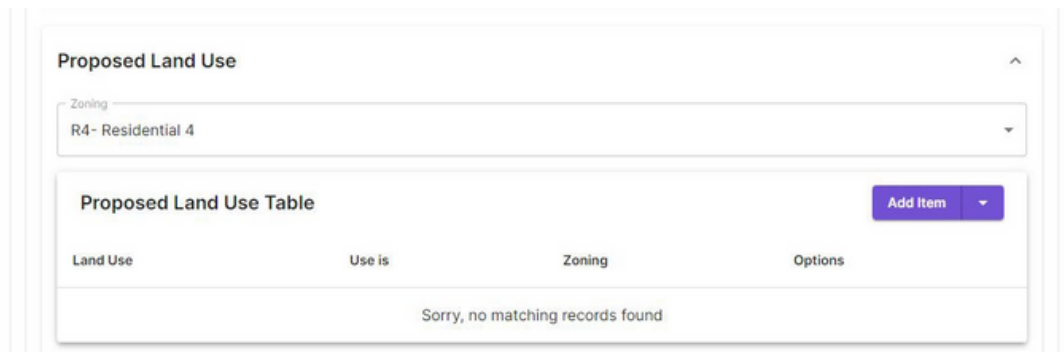 Proposed Land Use
Zoning
R4- Residential 4
Proposed Land Use Table
Add Item
Land Use Use is Zoning Options
Sorry, no matching records found